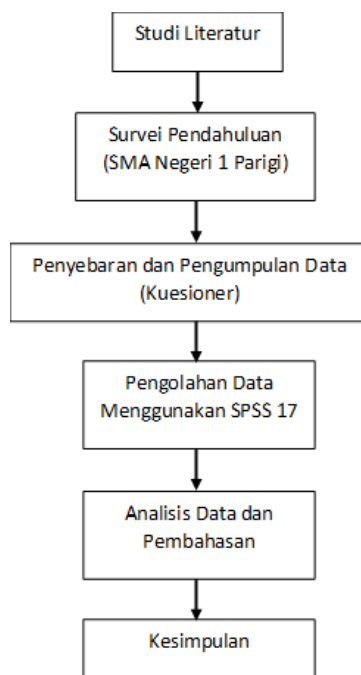 Studi Literatur
Survei Pendahuluan
(SMA Negeri 1 Parigi)
Penyebaran dan Pengumpulan Data
(Kuesioner)
Pengolahan Data
Menggunakan SPSS 17
Analisis Data dan
Pembahasan
Kesimpulan